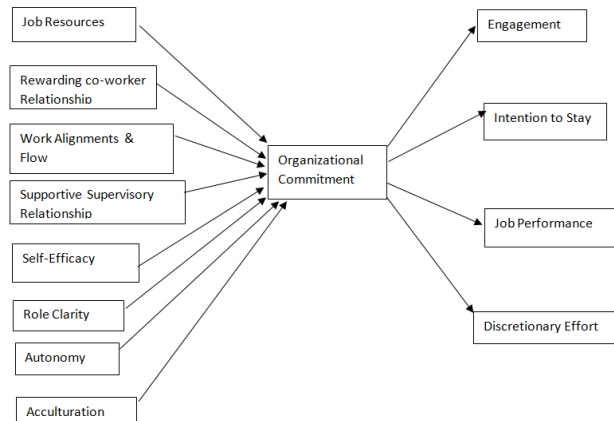 Job Resources
Rewarding co-worker
Relationship
Work Alignments &
Flow
Supportive Supervisory
Relationship
Self-Efficacy
Role Clarity
Autonomy
Acculturation
Organizational
Commitment
Engagement
Intention to Stay
Job Performance
Discretionary Effort